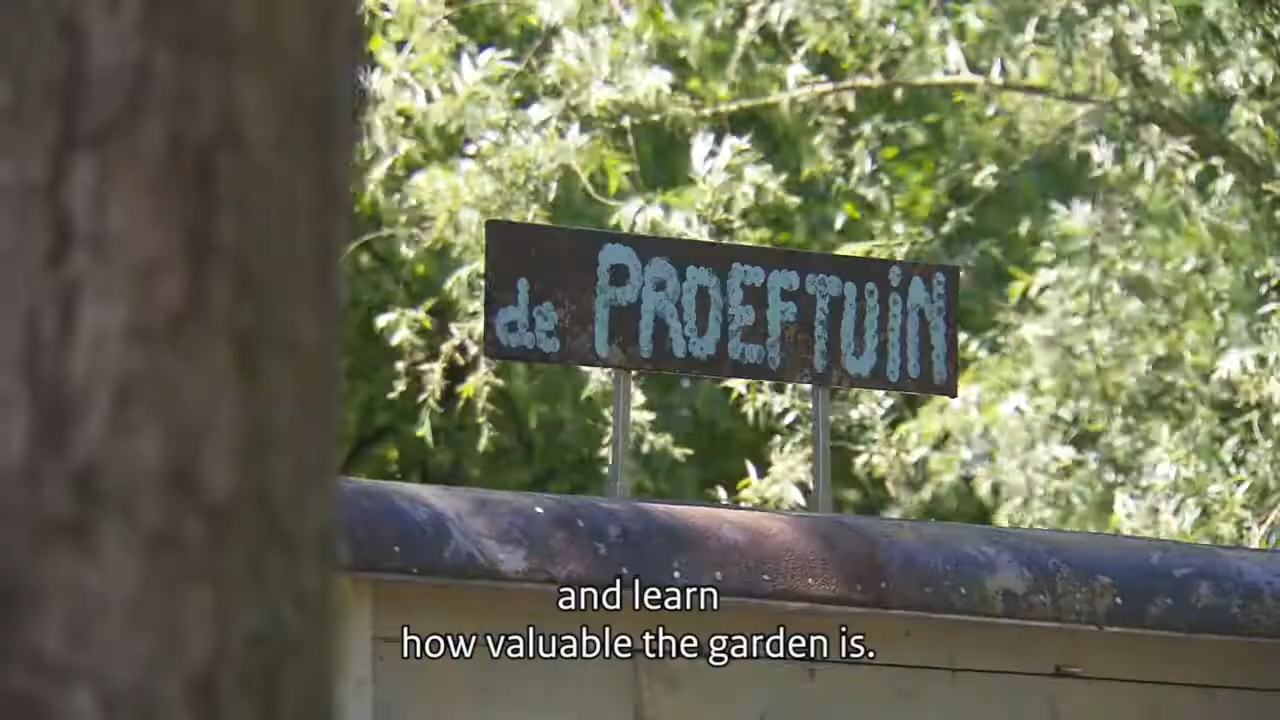 de PROEFTUiN
and learn
how valuable the garden is.